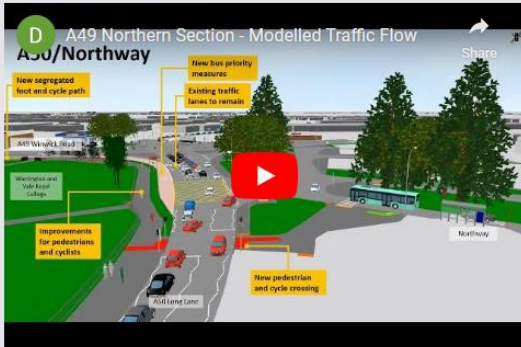 D
A49 Northern Section - Modelled Traffic Flow
Share
A50/Northway
New segregated
foot and cycle path
New bus priority
measures
Existing traffic
lanes to remain
A49 Winwick Road
Warrington and
Vale Royal
College
Improvements
for pedestrians
and cyclists
Northway
New pedestrian
and cycle crossing
A50 Long Lane